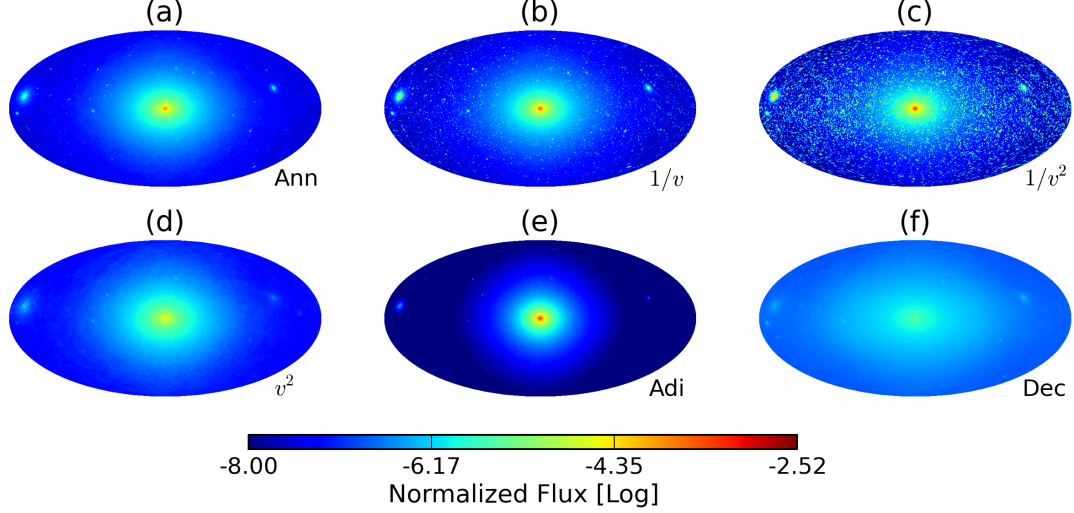 (a) (b) (c)
Ann 1/v 1/v²
(d) (e) (f)
v² Adi Dec
-8.00 -6.17 -4.35 -2.52
Normalized Flux [Log]